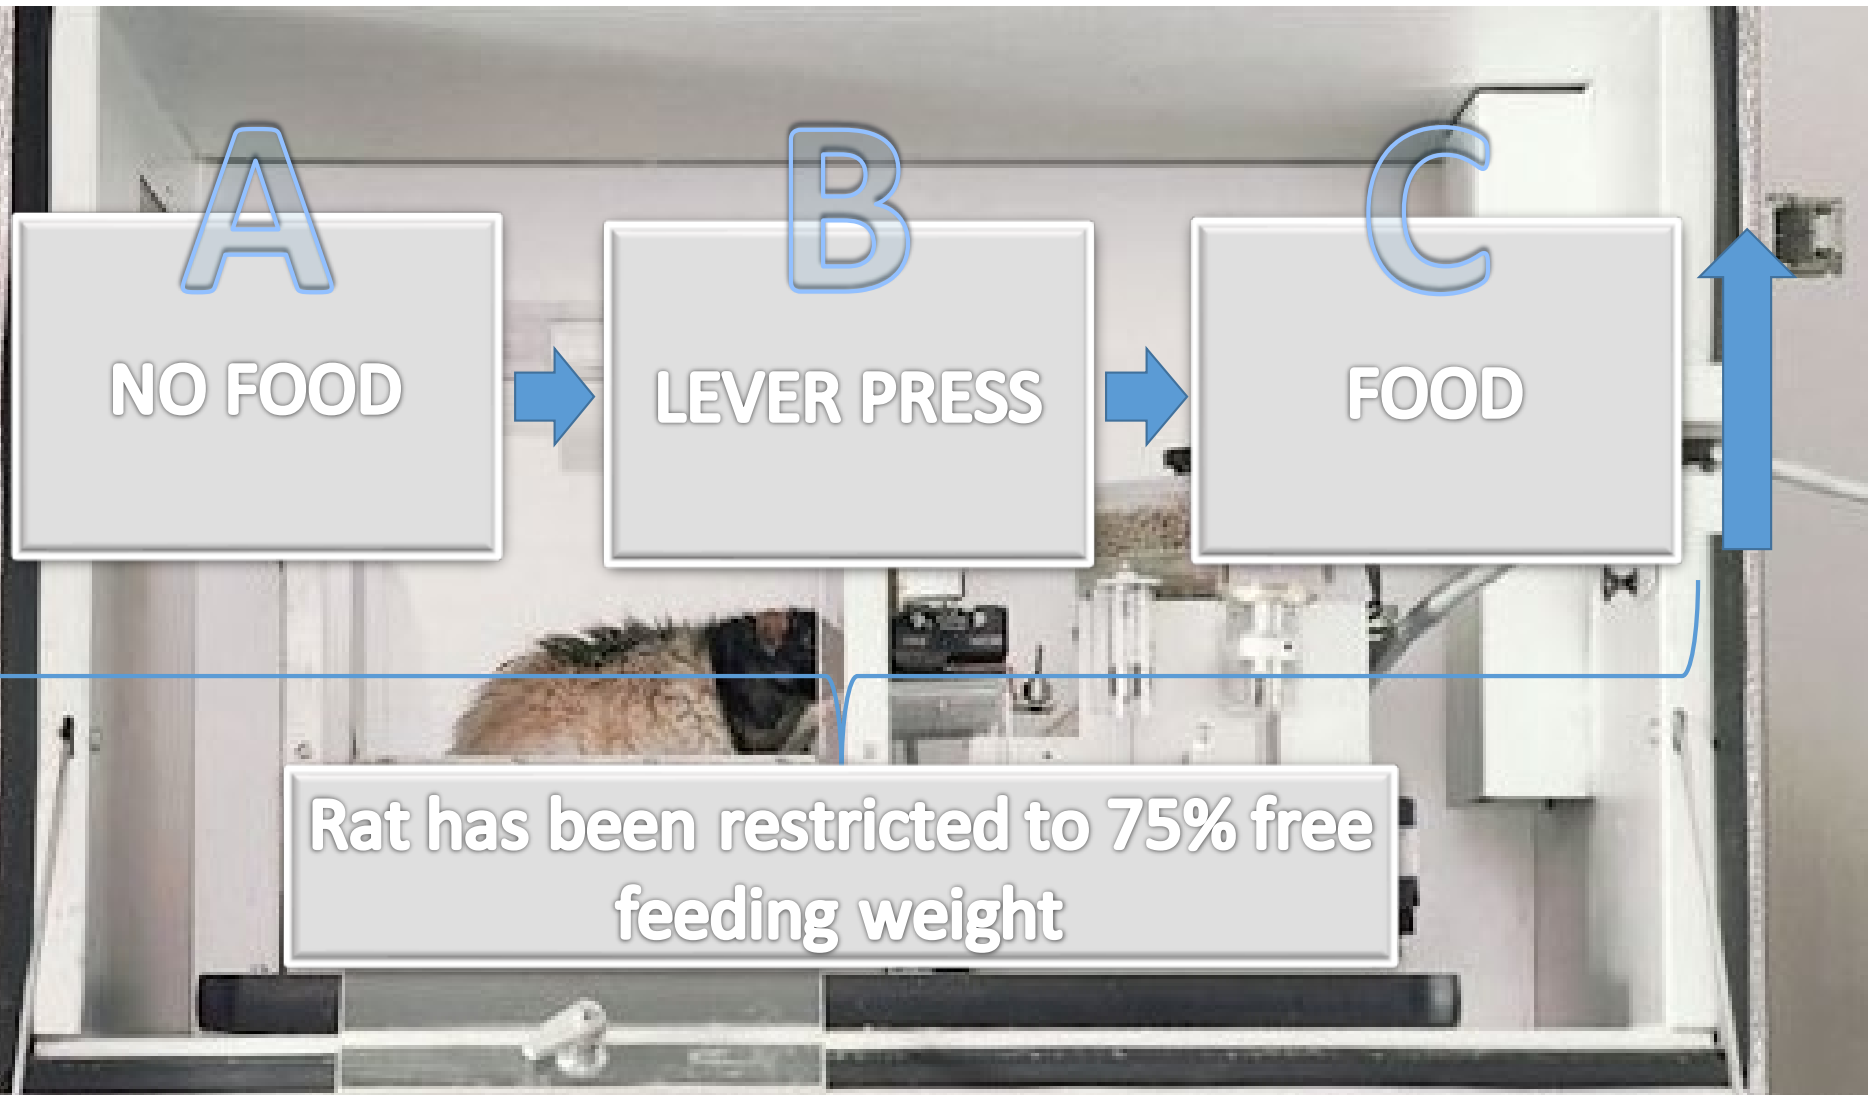 A
B
C
NO FOOD
LEVER PRESS
FOOD
Rat has been restricted to 75% free
feeding weight